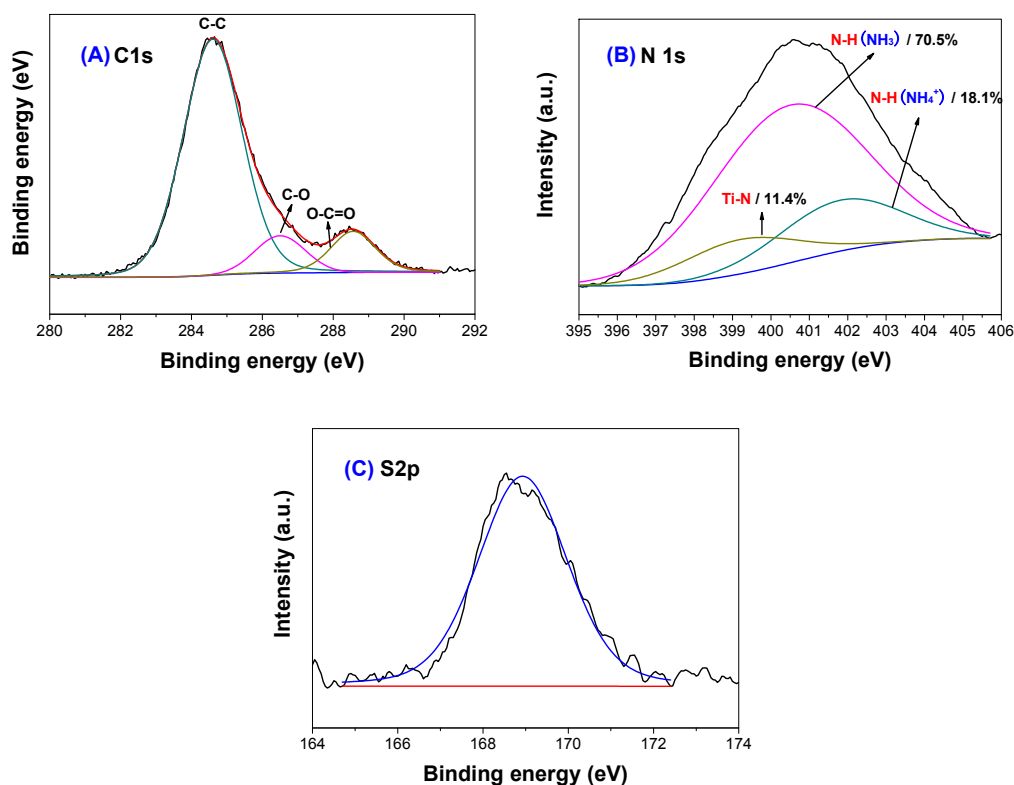 C-C
(A) C1s
C-O
O-C=O
Binding energy (eV)
280 282 284 286 288 290 292
Binding energy (eV)
(B) N 1s
N-H (NH₃) / 70.5%
N-H (NH₄⁺) / 18.1%
Ti-N / 11.4%
Intensity (a.u.)
395 396 397 398 399 400 401 402 403 404 405 406
Binding energy (eV)
(C) S2p
Intensity (a.u.)
164 166 168 170 172 174
Binding energy (eV)